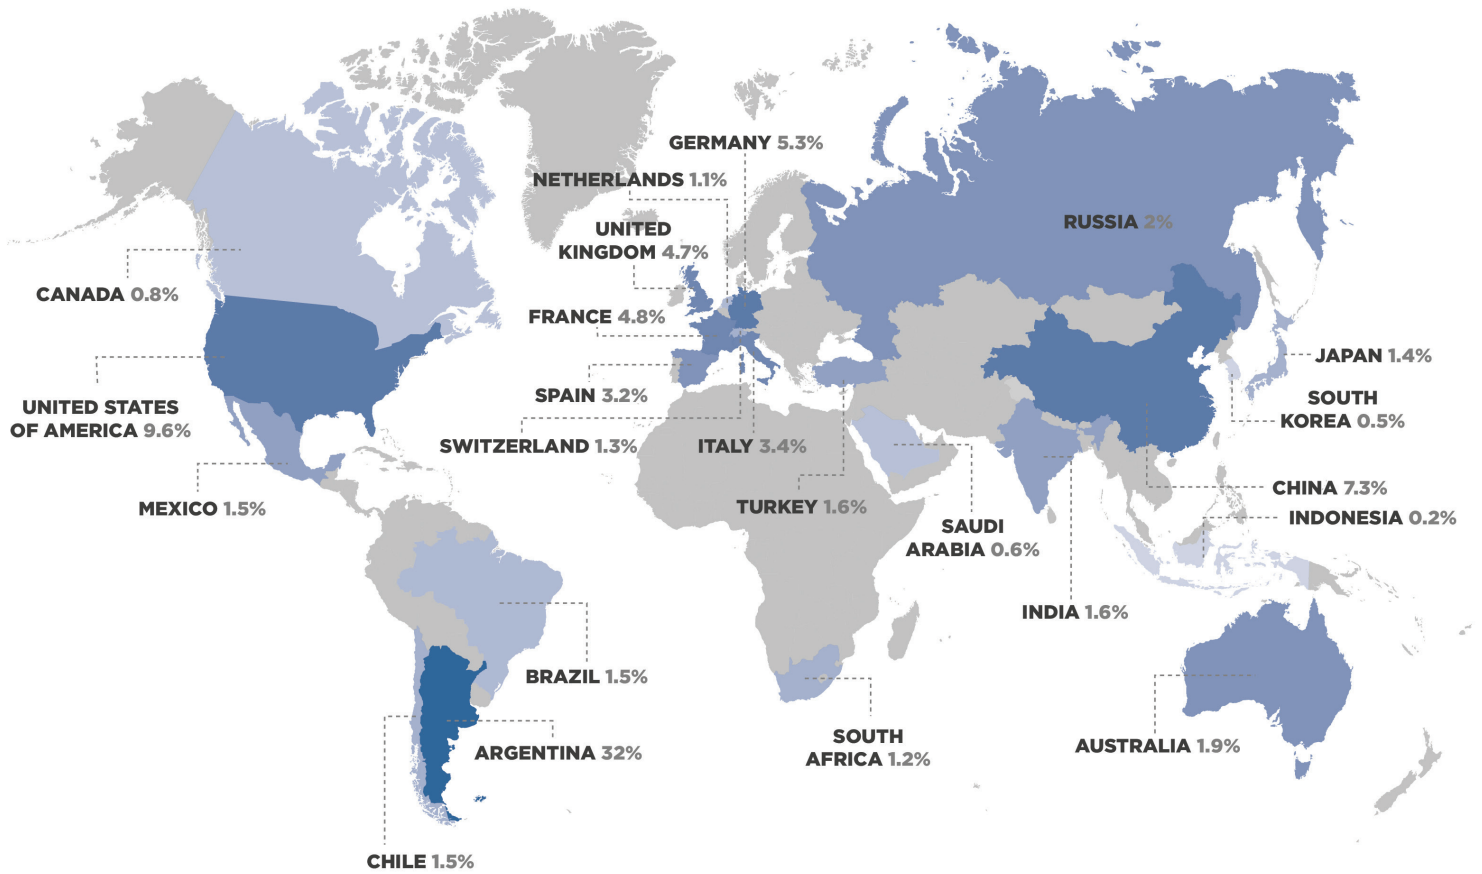 GERMANY 5.3%
NETHERLANDS 1.1%
UNITED
KINGDOM 4.7%
RUSSIA 2%
CANADA 0.8%
FRANCE 4.8%
JAPAN 1.4%
SPAIN 3.2%
SOUTH
KOREA 0.5%
UNITED STATES
OF AMERICA 9.6%
SWITZERLAND 1.3%
ITALY 3.4%
CHINA 7.3%
MEXICO 1.5%
TURKEY 1.6%
INDONESIA 0.2%
SAUDI
ARABIA 0.6%
INDIA 1.6%
BRAZIL 1.5%
SOUTH
AFRICA 1.2%
AUSTRALIA 1.9%
ARGENTINA 32%
CHILE 1.5%